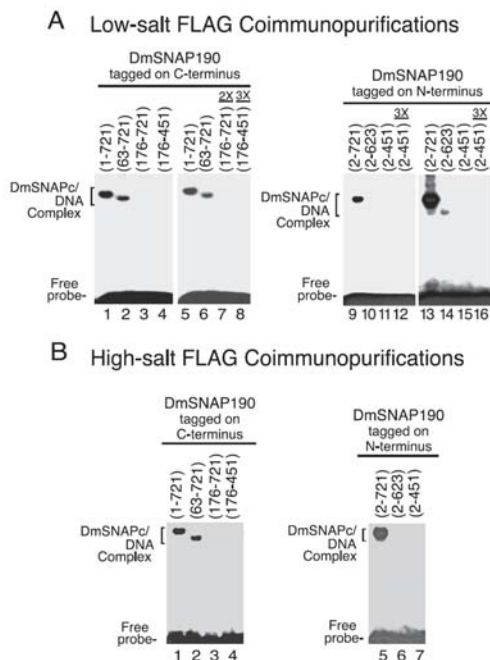 A Low-salt FLAG Coimmunopurifications
DmSNAP190
tagged on C-terminus
DmSNAP190
tagged on N-terminus
2X 3X
(1-721) (63-721) (176-721) (176-451) (1-721) (63-721) (176-721) (176-451)
3X 3X
(2-721) (2-623) (2-451) (2-451) (2-721) (2-623) (2-451) (2-451)
DmSNAPc/
DNA
Complex
DmSNAPc/
DNA
Complex
Free
probe-
Free
probe-
1 2 3 4 5 6 7 8
9 10 11 12 13 14 15 16
B High-salt FLAG Coimmunopurifications
DmSNAP190
tagged on
C-terminus
DmSNAP190
tagged on
N-terminus
(1-721) (63-721) (176-721) (176-451)
(2-721) (2-623) (2-451)
DmSNAPc/
DNA
Complex
DmSNAPc/
DNA
Complex
Free
probe-
Free
probe-
1 2 3 4
5 6 7